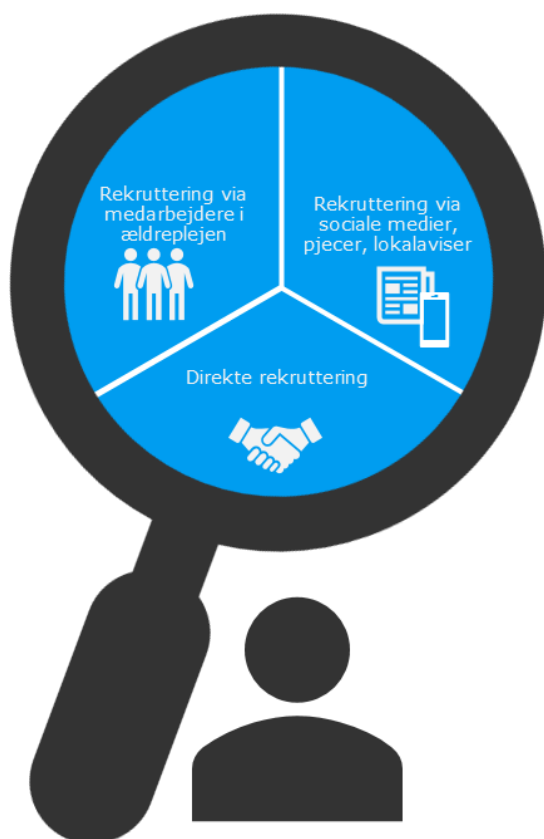 Rekruttering via
medarbejdere i
ældreplejen
Rekruttering via
sociale medier,
pjecer, lokalaviser
Direkte rekruttering